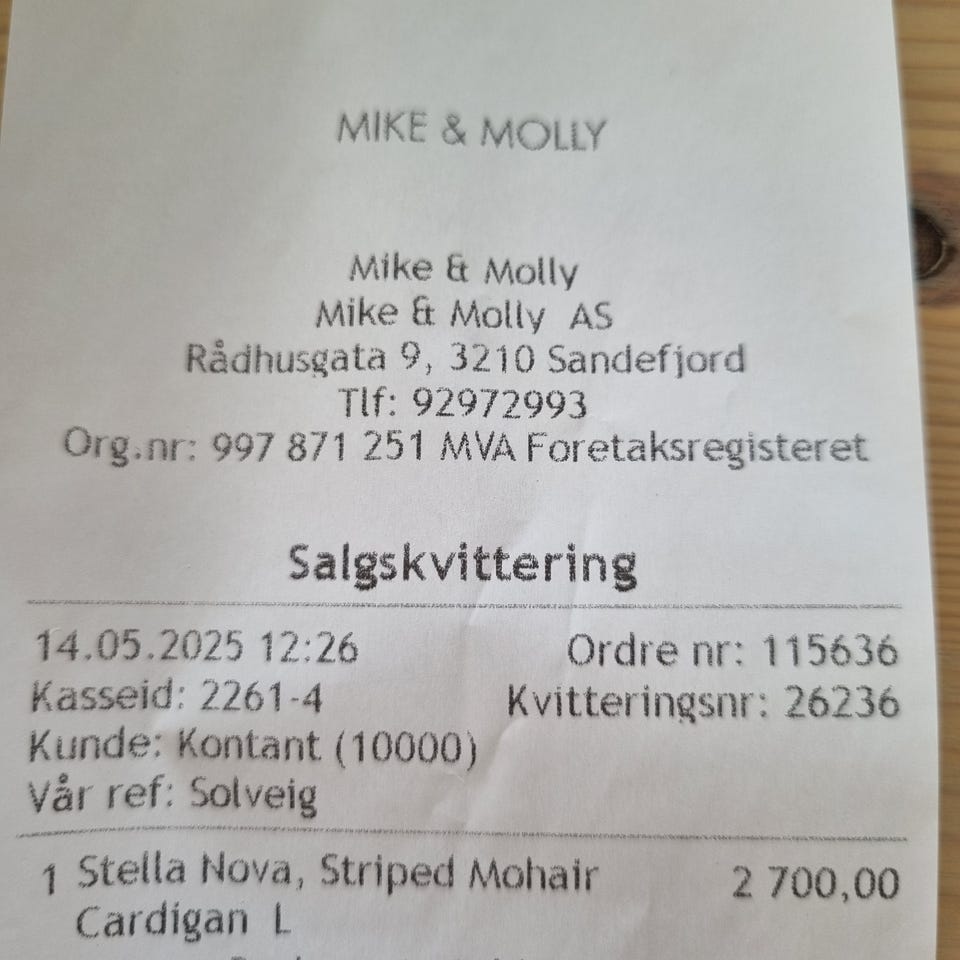 MIKE & MOLLY
Mike & Molly
Mike & Molly AS
Rådhusgata 9, 3210 Sandefjord
Tlf: 92972993
Org.nr: 997 871 251 MVA Foretaksregisteret
Salgskvittering
14.05.2025 12:26 Ordre nr: 115636
Kasseid: 2261-4 Kvitteringsnr: 26236
Kunde: Kontant (10000)
Vår ref: Solveig
1 Stella Nova, Striped Mohair 2 700,00
Cardigan L